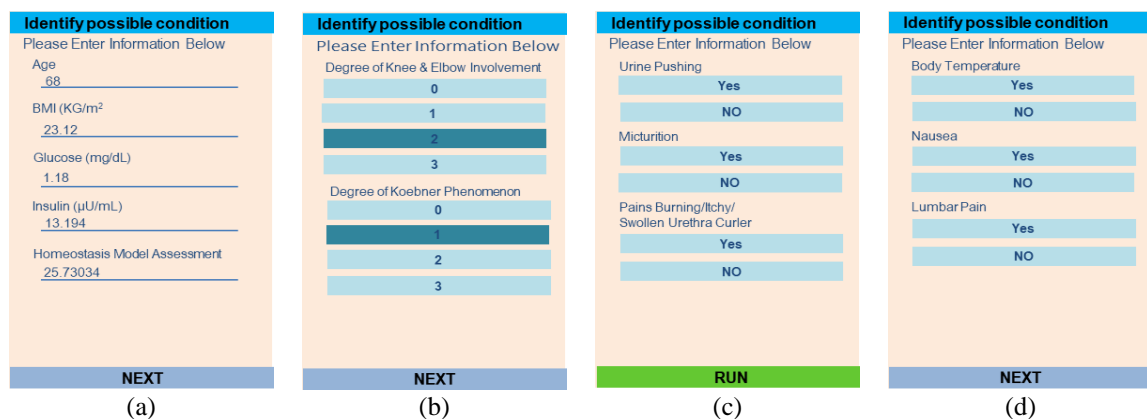 Identify possible condition
Please Enter Information Below
Age
68
BMI (KG/m²
23.12
Glucose (mg/dL)
1.18
Insulin (µU/mL)
13.194
Homeostasis Model Assessment
25.73034
NEXT
(a)
Identify possible condition
Please Enter Information Below
Degree of Knee & Elbow Involvement
0
1
2
3
Degree of Koebner Phenomenon
0
1
2
3
NEXT
(b)
Identify possible condition
Please Enter Information Below
Urine Pushing
Yes
NO
Micturition
Yes
NO
Pains Burning/Itchy/
Swollen Urethra Curler
Yes
NO
RUN
(c)
Identify possible condition
Please Enter Information Below
Body Temperature
Yes
NO
Nausea
Yes
NO
Lumbar Pain
Yes
NO
NEXT
(d)